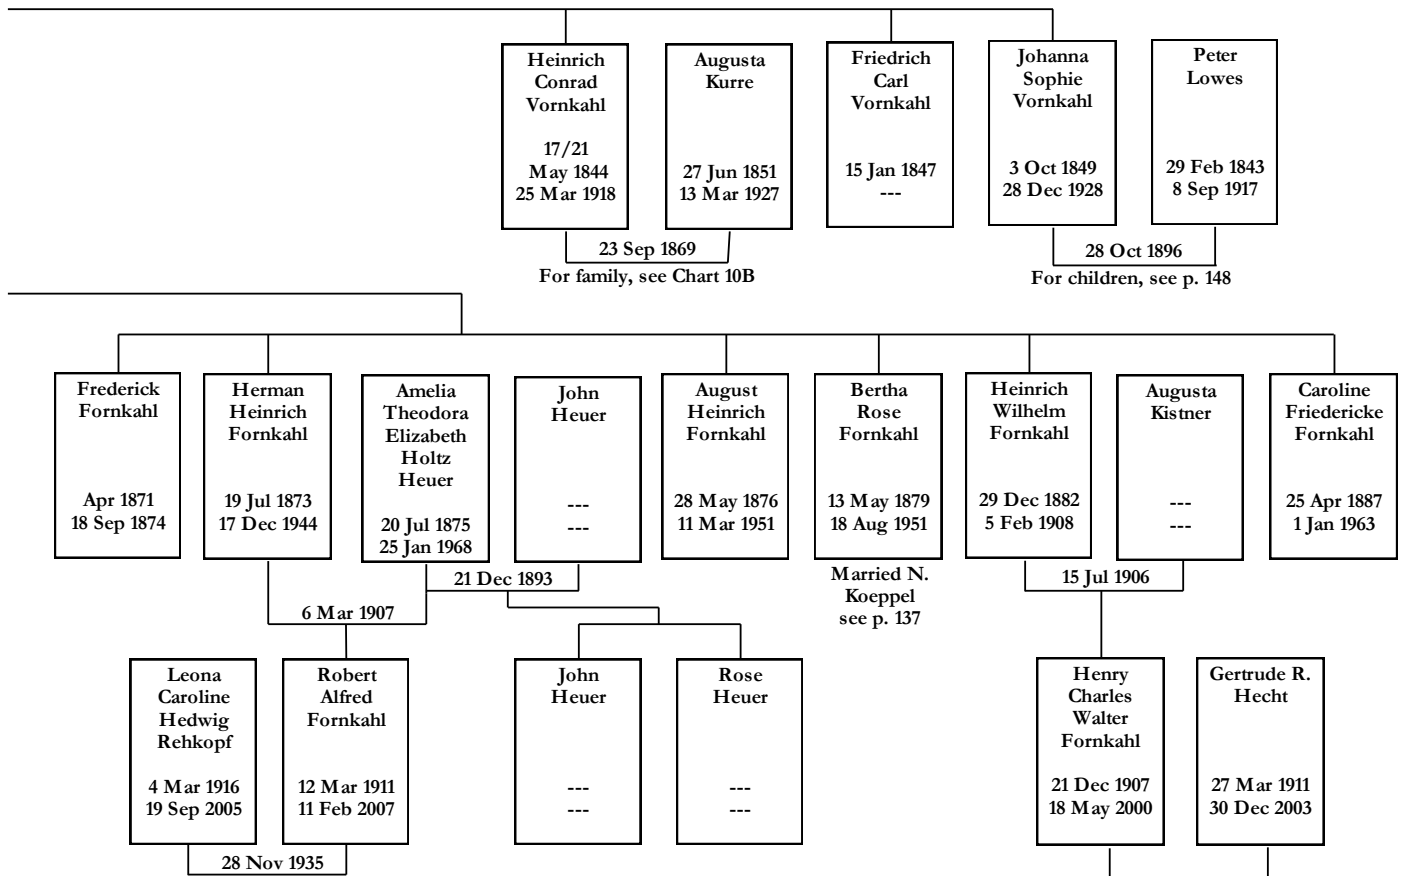 Heinrich
Conrad
Vornkahl
17/21
May 1844
25 Mar 1918
Augusta
Kurre
27 Jun 1851
13 Mar 1927
Friedrich
Carl
Vornkahl
15 Jan 1847
---
Johanna
Sophie
Vornkahl
3 Oct 1849
28 Dec 1928
Peter
Lowes
29 Feb 1843
8 Sep 1917
23 Sep 1869
For family, see Chart 10B
28 Oct 1896
For children, see p. 148
Frederick
Fornkahl
Apr 1871
18 Sep 1874
Herman
Heinrich
Fornkahl
19 Jul 1873
17 Dec 1944
Amelia
Theodora
Elizabeth
Holtz
Heuer
20 Jul 1875
25 Jan 1968
John
Heuer
---
---
August
Heinrich
Fornkahl
28 May 1876
11 Mar 1951
Bertha
Rose
Fornkahl
13 May 1879
18 Aug 1951
Heinrich
Wilhelm
Fornkahl
29 Dec 1882
5 Feb 1908
Augusta
Kistner
---
---
Caroline
Friedericke
Fornkahl
25 Apr 1887
1 Jan 1963
21 Dec 1893
6 Mar 1907
Married N.
Koeppel
see p. 137
15 Jul 1906
Leona
Caroline
Hedwig
Rehkopf
4 Mar 1916
19 Sep 2005
Robert
Alfred
Fornkahl
12 Mar 1911
11 Feb 2007
John
Heuer
---
---
Rose
Heuer
---
---
Henry
Charles
Walter
Fornkahl
21 Dec 1907
18 May 2000
Gertrude R.
Hecht
27 Mar 1911
30 Dec 2003
28 Nov 1935